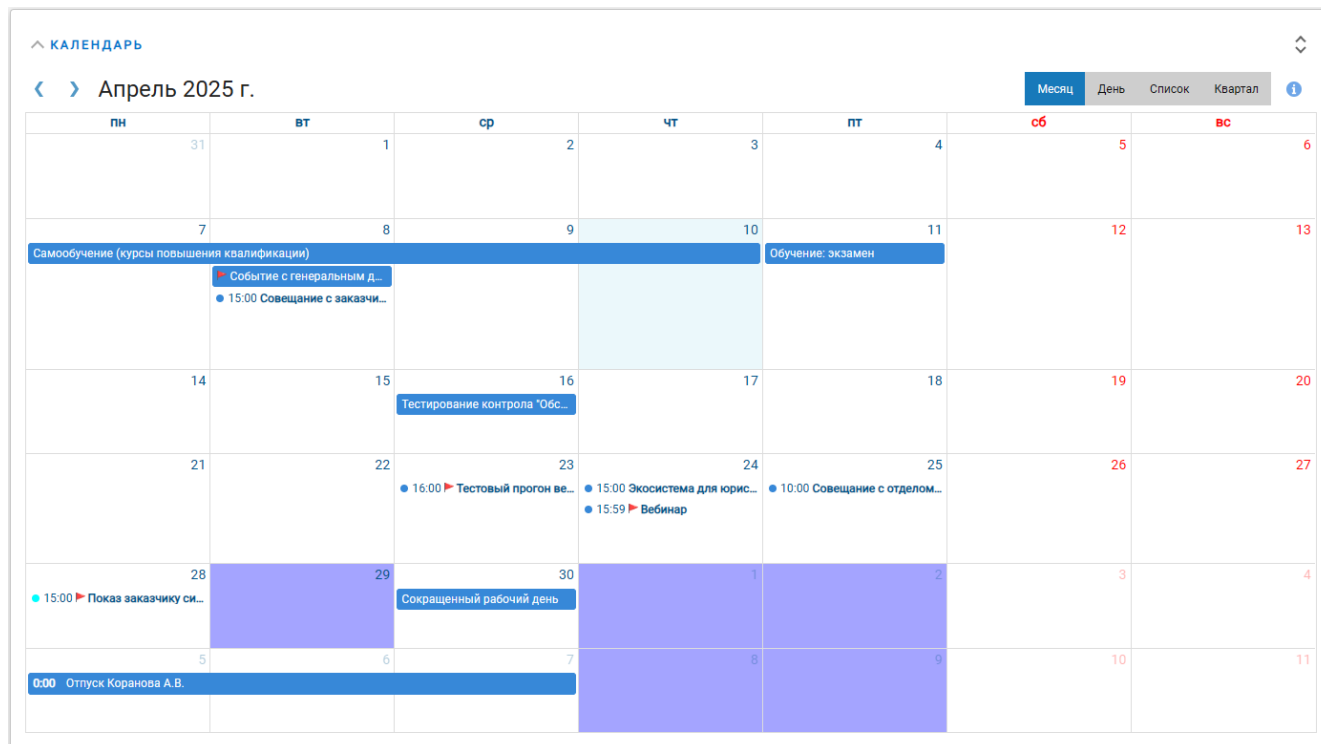 КАЛЕНДАРЬ
Апрель 2025 г.
Месяц День Список Квартал
пн вт ср чт пт сб вс
31 1 2 3 4 5 6
7 8 9 10 11 12 13
Самообучение (курсы повышения квалификации) Обучение: экзамен
Событие с генеральным д...
15:00 Совещание с заказчи...
14 15 16 17 18 19 20
Тестирование контрола "Обс...
21 22 23 24 25 26 27
16:00 Тестовый прогон ве... 15:00 Экосистема для юрис... 10:00 Совещание с отделом...
15:59 Вебинар
28 29 30 1 2 3 4
15:00 Показ заказчику си... Сокращенный рабочий день
5 6 7 8 9 10 11
0:00 Отпуск Коранова А.В.